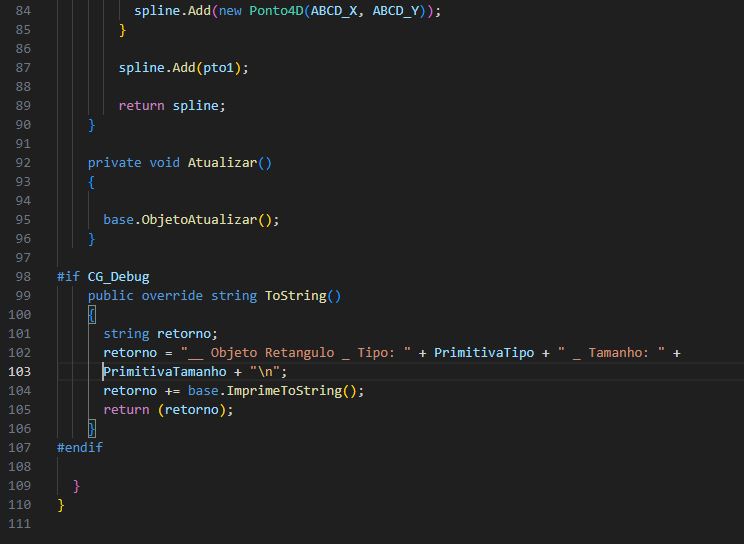 84 spline.Add(new Ponto4D(ABCD_X, ABCD_Y));
85 }
86
87 spline.Add(pto1);
88
89 return spline;
90 }
91
92 private void Atualizar()
93 {
94
95 base.ObjetoAtualizar();
96 }
97
98 #if CG_Debug
99 public override string ToString()
100 {
101 string retorno;
102 retorno = "__ Objeto Retangulo _ Tipo: " + PrimitivaTipo + " _ Tamanho: " +
103 PrimitivaTamanho + "\n";
104 retorno += base.ImprimeToString();
105 return (retorno);
106 }
107 #endif
108
109 }
110 }
111